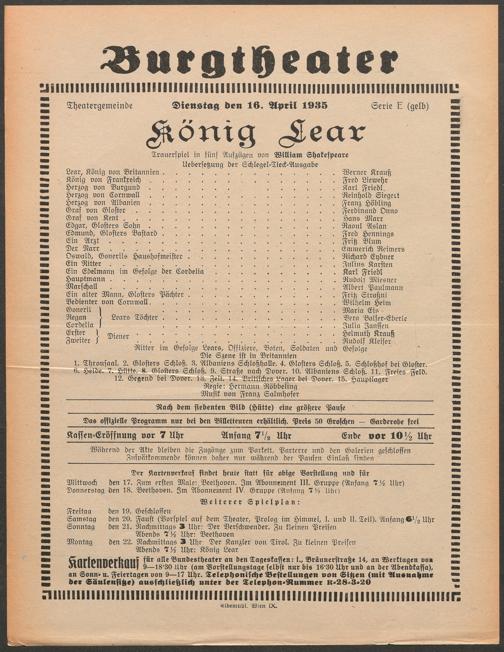 Burgtheater
Theatergemeinde Dienstag den 16. April 1935 Serie E (gelb)
König Lear
Trauerspiel in fünf Aufzügen von William Shakespeare
Uebersetzung der Schlegel-Tieck-Ausgabe
Lear, König von Britannien . . . Werner Krauß
König von Frankreich . . . Fred Liewehr
Herzog von Burgund . . . Karl Friedl
Herzog von Cornwall . . . Reinhold Siegert
Herzog von Albanien . . . Franz Höbling
Graf von Gloster . . . Ferdinand Onno
Graf von Kent . . . Hans Marr
Edgar, Glosters Sohn . . . Raoul Aslan
Edmund, Glosters Bastard . . . Fred Hennings
Ein Arzt . . . Fritz Blum
Der Narr . . . Emmerich Reimers
Oswald, Gonerils Haushofmeister . . . Richard Eybner
Ein Ritter . . . Julius Karsten
Ein Edelmann im Gefolge der Cordelia . . . Karl Friedl
Hauptmann . . . Rudolf Wiesner
Marschall . . . Albert Paulmann
Ein alter Mann, Glosters Pächter . . . Fritz Straßni
Bedienter von Cornwall . . . Wilhelm Heim
Goneril } . . . Maria Eis
Regan } Lears Töchter . . . Ebba
Cordelia } . . . Julia Janssen
Erster } Diener . . . Helmuth Krauß
Zweiter } . . . Rudolf Kleiser
Ritter im Gefolge Lears, Offiziere, Boten, Soldaten und Gefolge
Die Szene ist in Britannien
1. Thronsaal. 2. Glosters Schloß. 3. Albaniens Schloßhalle. 4. Glosters Schloß. 5. Schloßhof bei Gloster.
6. Heide. 7. Hütte. 8. Glosters Schloß. 9. Straße nach Dover. 10. Albaniens Schloß. 11. Freies Feld.
12. Gegend bei Dover. 13. Zelt. 14. Britisches Lager bei Dover. 15. Hauptlager
Regie: Hermann Röbbeling
Musik von Franz Salmhofer
Nach dem siebenten Bild (Hütte) eine größere Pause
Das offizielle Programm nur bei den Billetteuren erhältlich. Preis 50 Groschen — Garderobe frei
Kassen-Eröffnung vor 7 Uhr Anfang 7½ Uhr Ende vor 10½ Uhr
Während der Akte bleiben die Zugänge zum Parkett, Parterre und den Galerien geschlossen
Zuspätkommende können daher nur während der Pausen Einlaß finden
Der Kartenverkauf findet heute statt für obige Vorstellung und für
Mittwoch den 17. Zum ersten Male: Beethoven. Im Abonnement III. Gruppe (Anfang 7½ Uhr)
Donnerstag den 18. Beethoven. Im Abonnement IV. Gruppe (Anfang 7½ Uhr)
Weiterer Spielplan:
Freitag den 19. Geschlossen
Samstag den 20. Faust (Vorspiel auf dem Theater, Prolog im Himmel, I. und II. Teil). Anfang 6½ Uhr
Sonntag den 21. Nachmittags 3 Uhr: Der Verschwender. Zu kleinen Preisen
Abends 7½ Uhr: Beethoven
Montag den 22. Nachmittags 3 Uhr: Der Kanzler von Tirol. Zu kleinen Preisen
Abends 7½ Uhr: König Lear
Kartenverkauf für alle Bundestheater an den Tageskassen: I., Bräunerstraße 14, an Werktagen von
9—18·30 Uhr (am Vorstellungstage selbst nur bis 16·30 Uhr und an der Abendkassa),
an Sonn- u. Feiertagen von 9—17 Uhr. Telephonische Bestellungen von Sitzen (mit Ausnahme
der Säulensitze) ausschließlich unter der Telephon-Nummer R-28-3-20
Elbemühl, Wien IX.